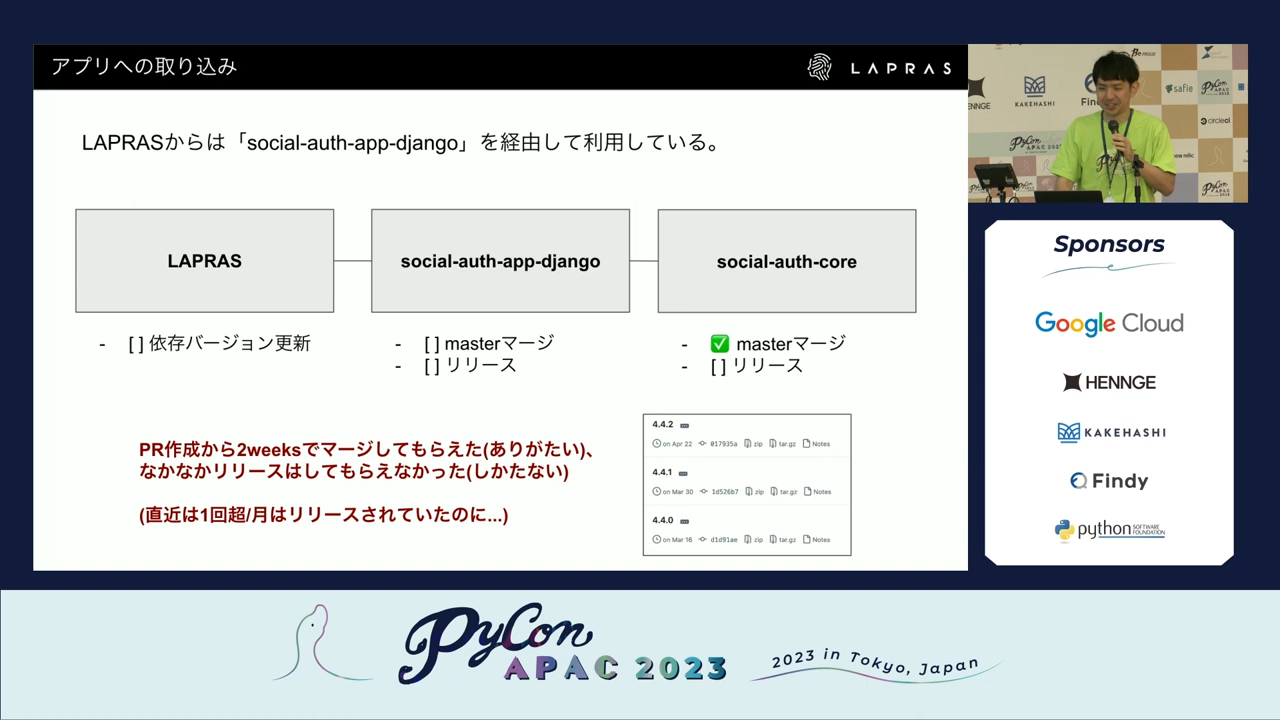 アプリへの取り込み
LAPRAS
LAPRASからは「social-auth-app-django」を経由して利用している。
LAPRAS
social-auth-app-django
social-auth-core
- [ ] 依存バージョン更新
- [ ] masterマージ
- [ ] リリース
- ✅ masterマージ
- [ ] リリース
PR作成から2weeksでマージしてもらえた(ありがたい)、
なかなかリリースはしてもらえなかった(しかたない)
(直近は1回超/月はリリースされていたのに...)
4.4.2
on Apr 22 017935a zip tar.gz Notes
4.4.1
on Mar 30 1d526b7 zip tar.gz Notes
4.4.0
on Mar 16 d1d91ae zip tar.gz Notes
KAKEHASHI
safie
circleci
Sponsors
Google Cloud
HENNGE
KAKEHASHI
Findy
python SOFTWARE FOUNDATION
PyCon
APAC 2023
2023 in Tokyo, Japan